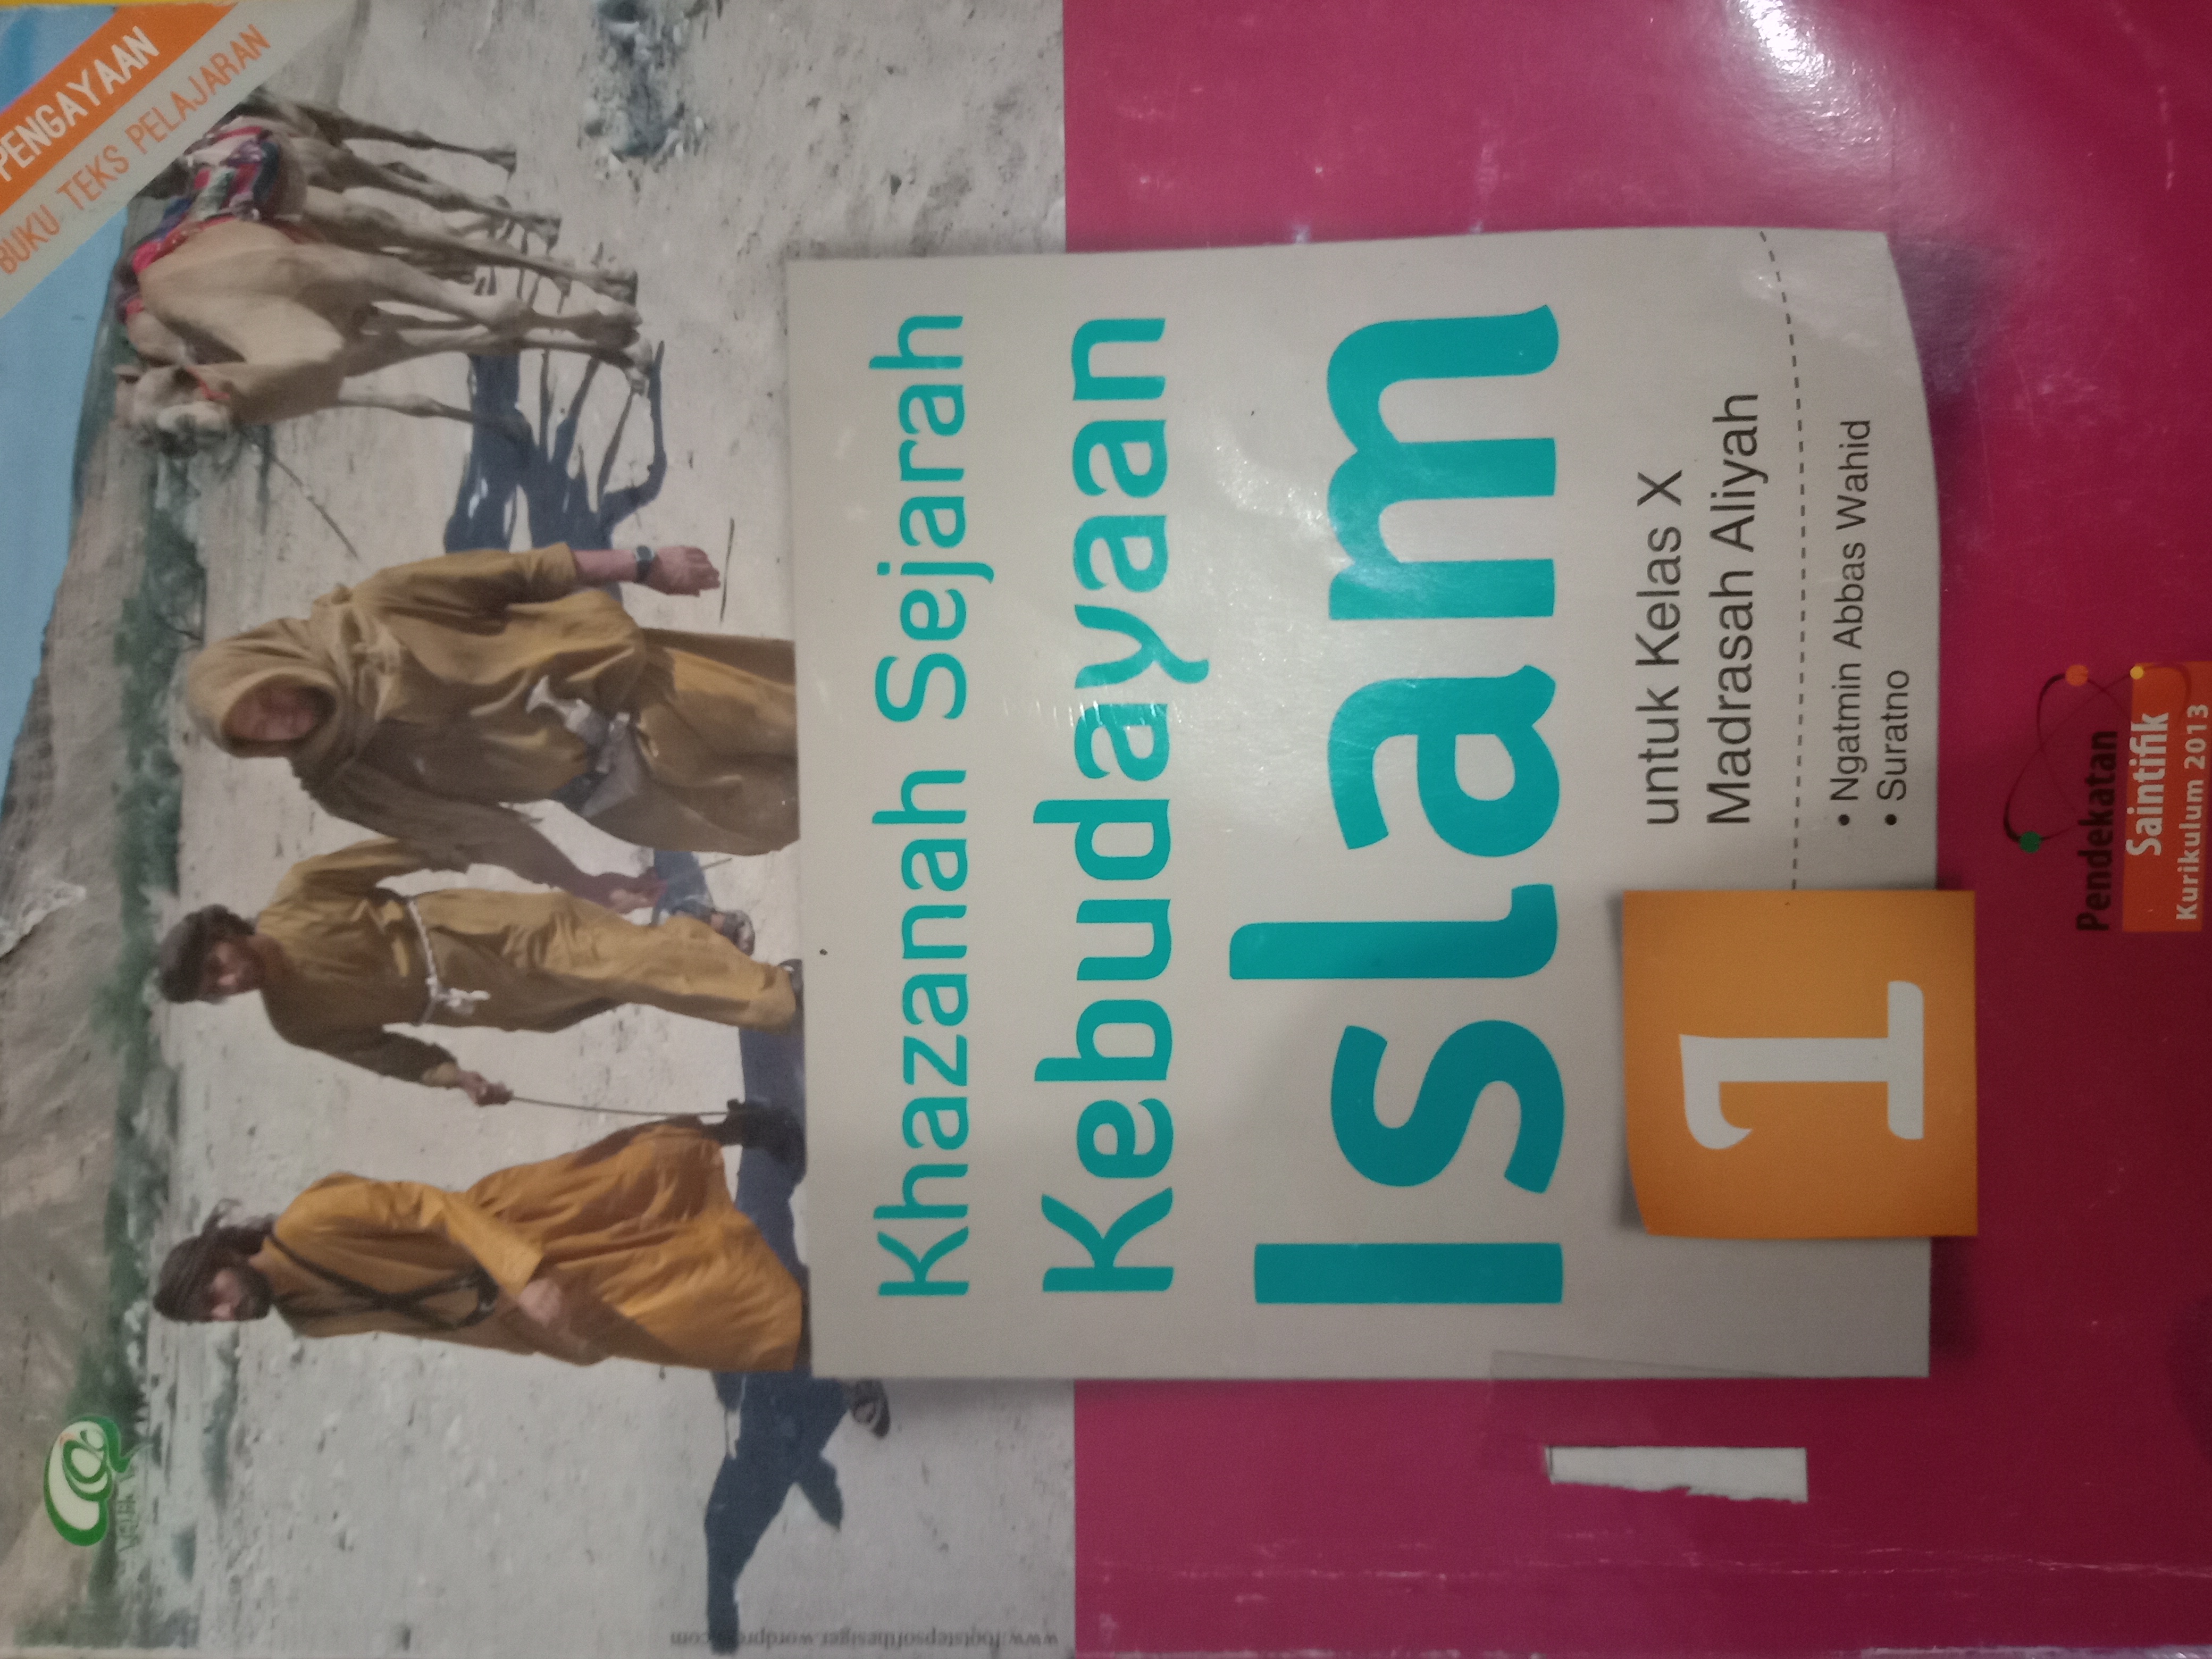 PENGAYAAN
BUKU TEKS PELAJARAN
Khazanah Sejarah
Kebudayaan
Islam
1
untuk Kelas X
Madrasah Aliyah
• Ngatmin Abbas Wahid
• Suratno
Pendekatan
Saintifik
Kurikulum 2013